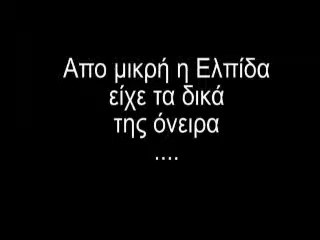 Απο μικρή η Ελπίδα
είχε τα δικά
της όνειρα
....